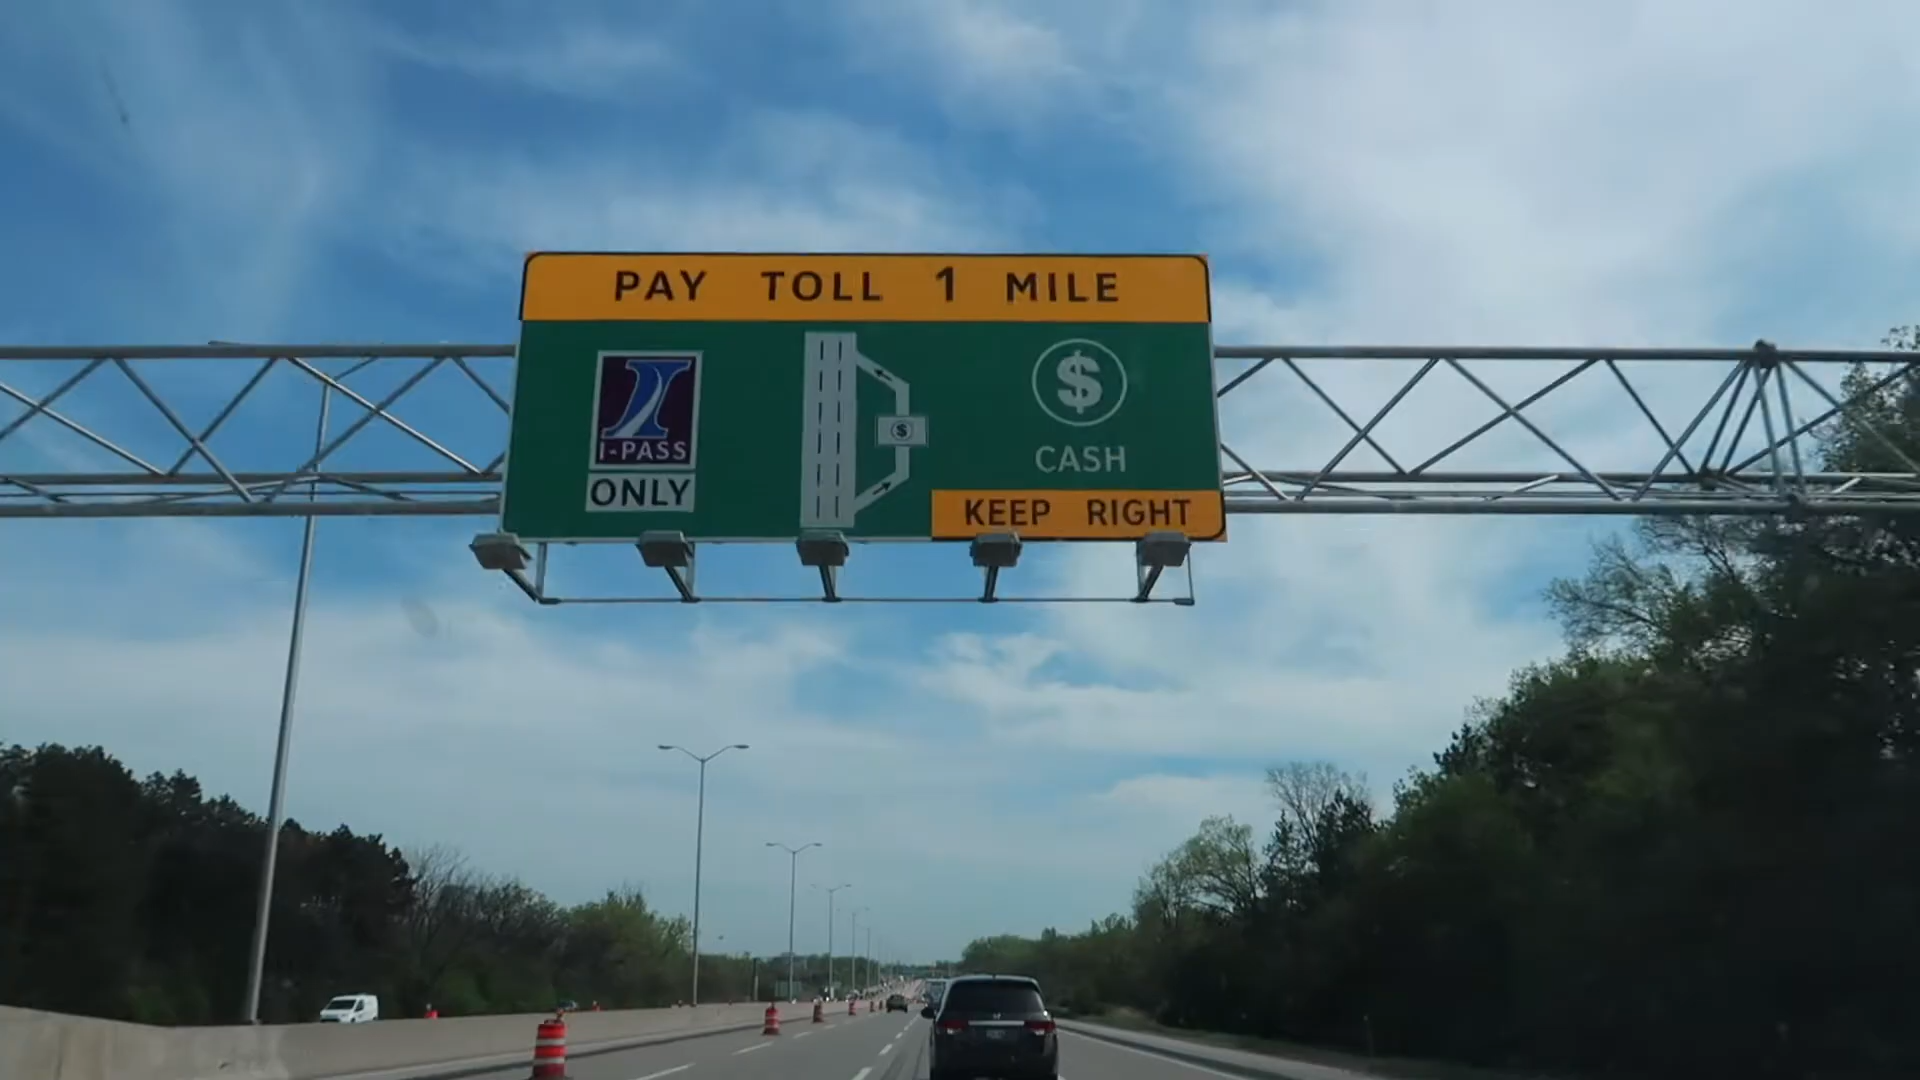 PAY TOLL 1 MILE
I-PASS
ONLY
$
$
CASH
KEEP RIGHT